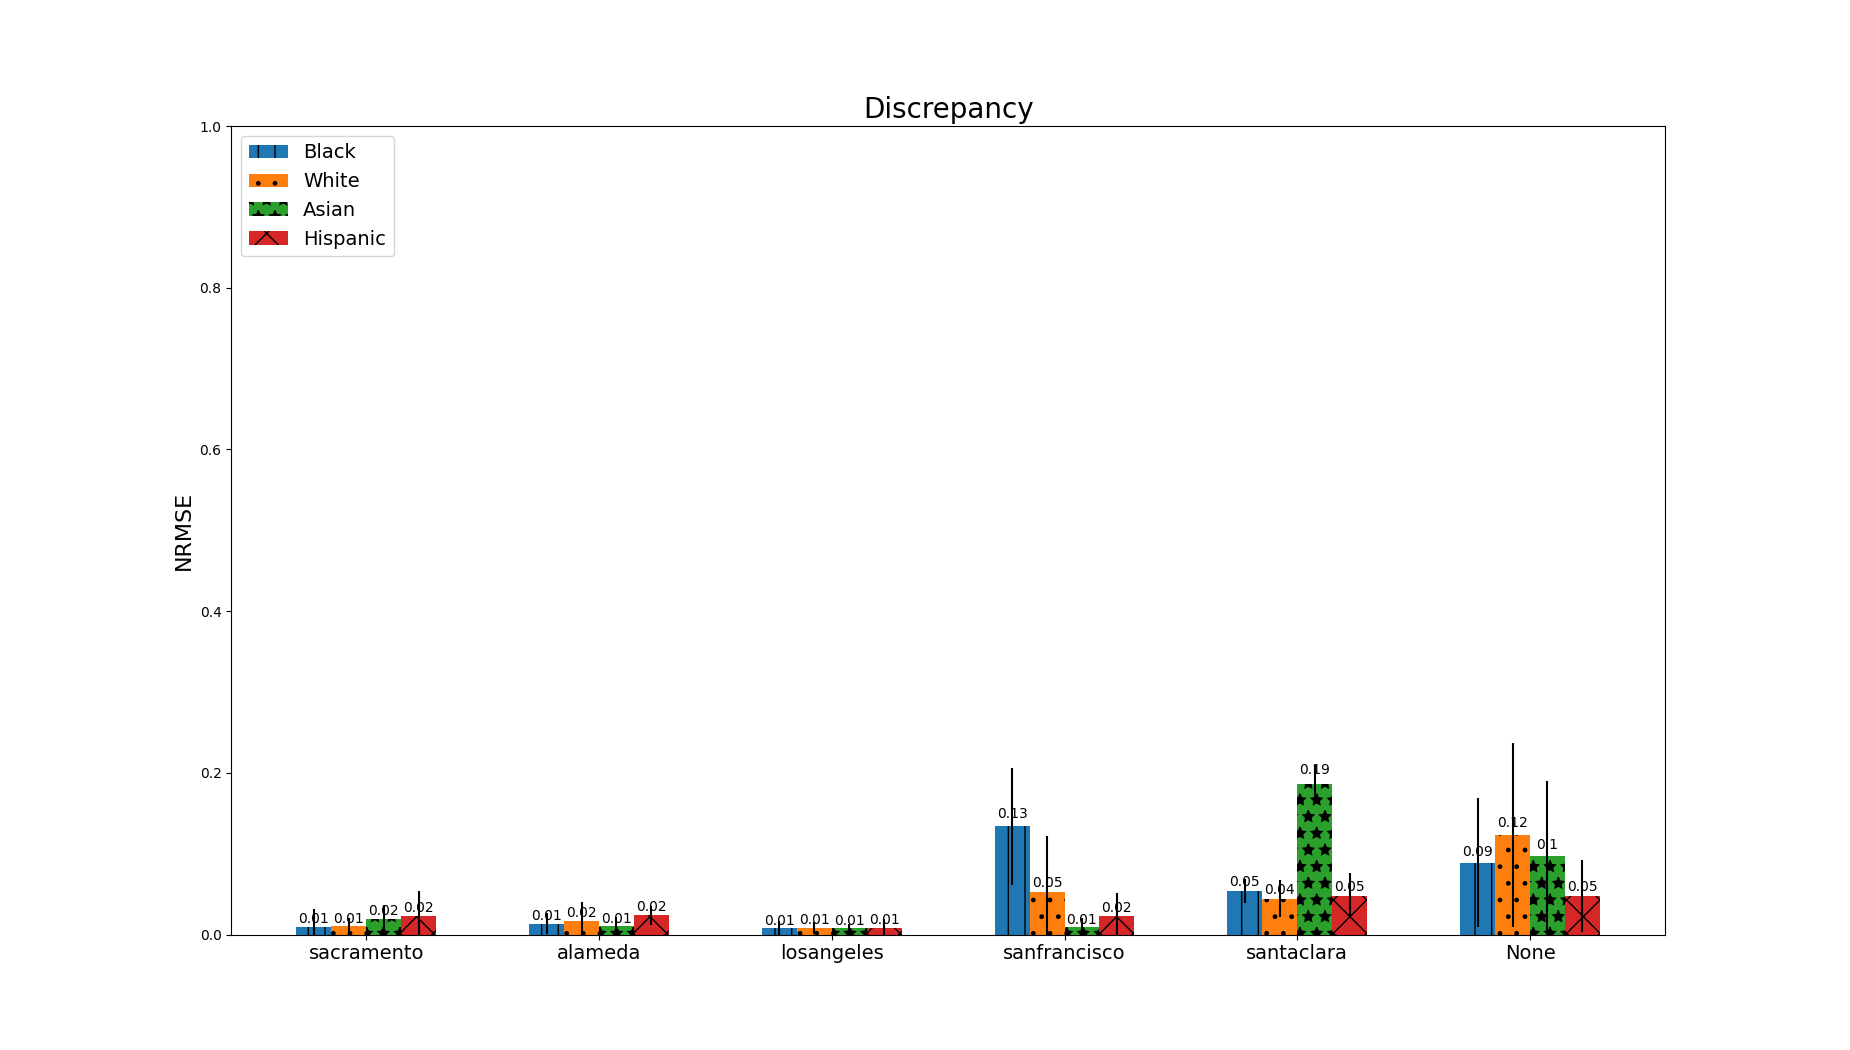 Discrepancy
1.0
0.8
0.6
0.4
0.2
0.0
NRMSE
Black
White
Asian
Hispanic
0.01 0.01 0.02 0.02
0.01 0.02 0.01 0.02
0.01 0.01 0.01 0.01
0.13 0.05 0.01 0.02
0.05 0.04 0.19 0.05
0.09 0.12 0.1 0.05
sacramento alameda losangeles sanfrancisco santaclara None